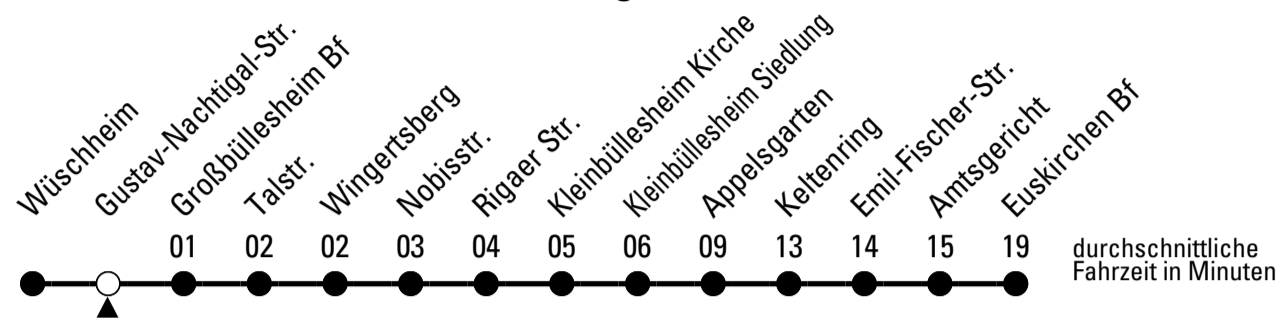 Wüschheim
Gustav-Nachtigal-Str.
Großbüllesheim Bf
Talstr.
Wingertsberg
Nobisstr.
Rigaer Str.
Kleinbüllesheim Kirche
Kleinbüllesheim Siedlung
Appelsgarten
Keltenring
Emil-Fischer-Str.
Amtsgericht
Euskirchen Bf
01 02 02 03 04 05 06 09 13 14 15 19
durchschnittliche
Fahrzeit in Minuten